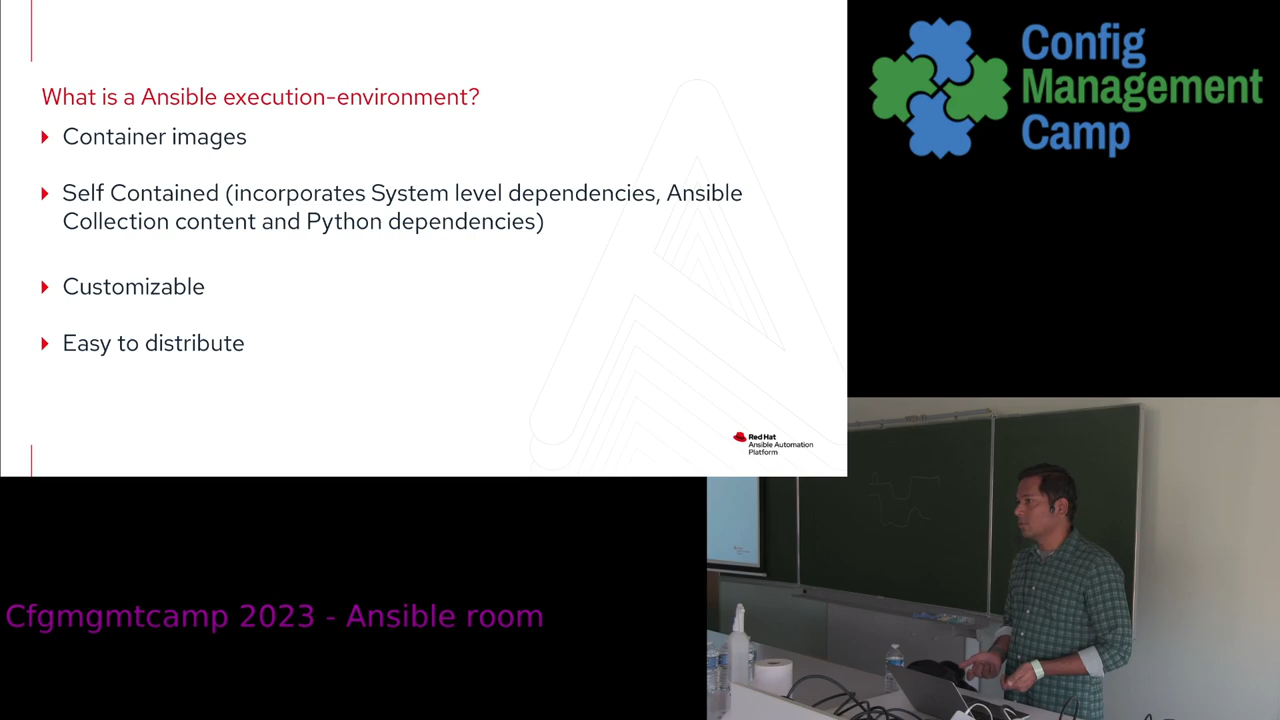 What is a Ansible execution-environment?
Container images
Self Contained (incorporates System level dependencies, Ansible
Collection content and Python dependencies)
Customizable
Easy to distribute
Red Hat
Ansible Automation
Platform
Config
Management
Camp
Cfgmgmtcamp 2023 - Ansible room